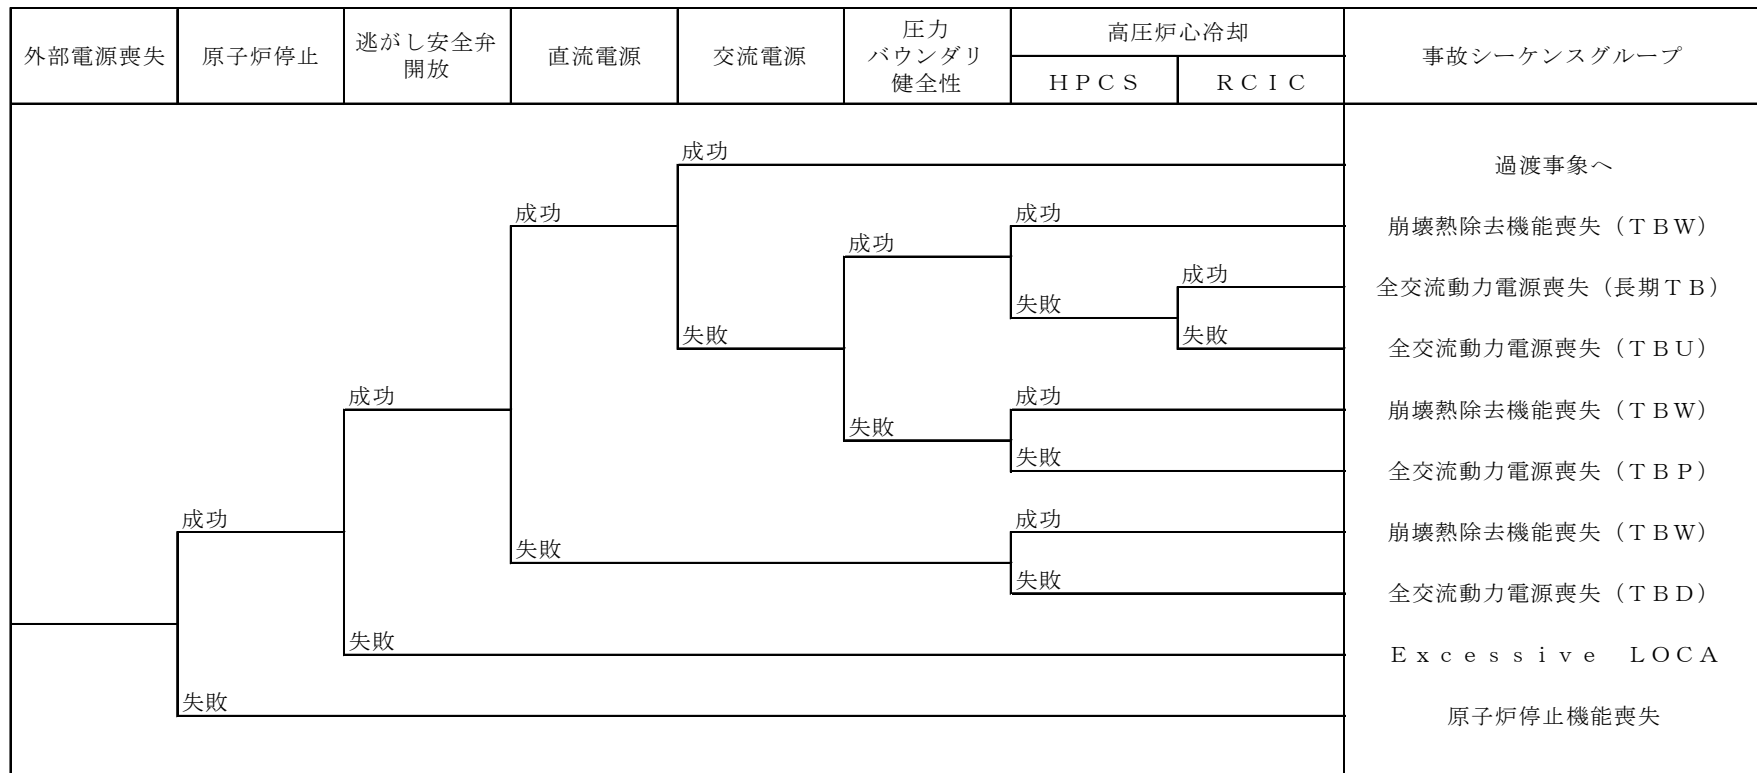 外部電源喪失
原子炉停止
逃がし安全弁
開放
直流電源
交流電源
圧力
バウンダリ
健全性
高圧炉心冷却
ＨＰＣＳ
ＲＣＩＣ
事故シーケンスグループ
成功
過渡事象へ
成功
成功
崩壊熱除去機能喪失（ＴＢＷ）
成功
成功
全交流動力電源喪失（長期ＴＢ）
失敗
失敗
失敗
全交流動力電源喪失（ＴＢＵ）
成功
成功
崩壊熱除去機能喪失（ＴＢＷ）
失敗
失敗
全交流動力電源喪失（ＴＢＰ）
成功
成功
崩壊熱除去機能喪失（ＴＢＷ）
失敗
失敗
全交流動力電源喪失（ＴＢＤ）
失敗
Ｅｘｃｅｓｓｉｖｅ　ＬＯＣＡ
失敗
原子炉停止機能喪失